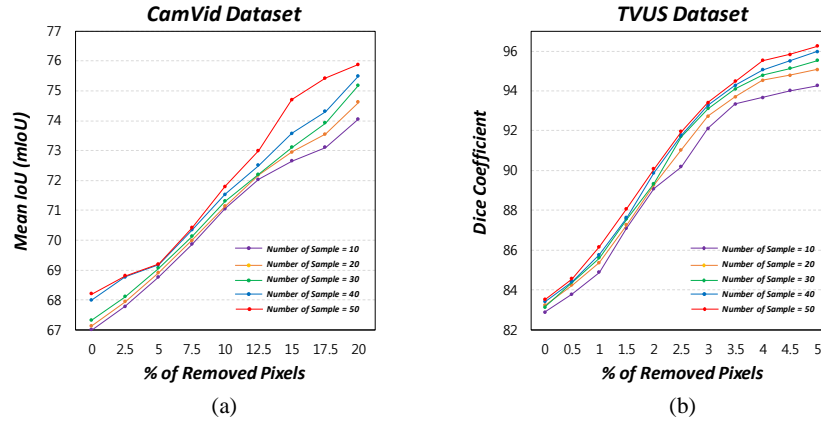 CamVid Dataset
77
76
75
74
73
72
71
70
69
68
67
Mean IoU (mIoU)
Number of Sample = 10
Number of Sample = 20
Number of Sample = 30
Number of Sample = 40
Number of Sample = 50
0 2.5 5 7.5 10 12.5 15 17.5 20
% of Removed Pixels
(a)
TVUS Dataset
96
94
92
90
88
86
84
82
Dice Coefficient
Number of Sample = 10
Number of Sample = 20
Number of Sample = 30
Number of Sample = 40
Number of Sample = 50
0 0.5 1 1.5 2 2.5 3 3.5 4 4.5 5
% of Removed Pixels
(b)